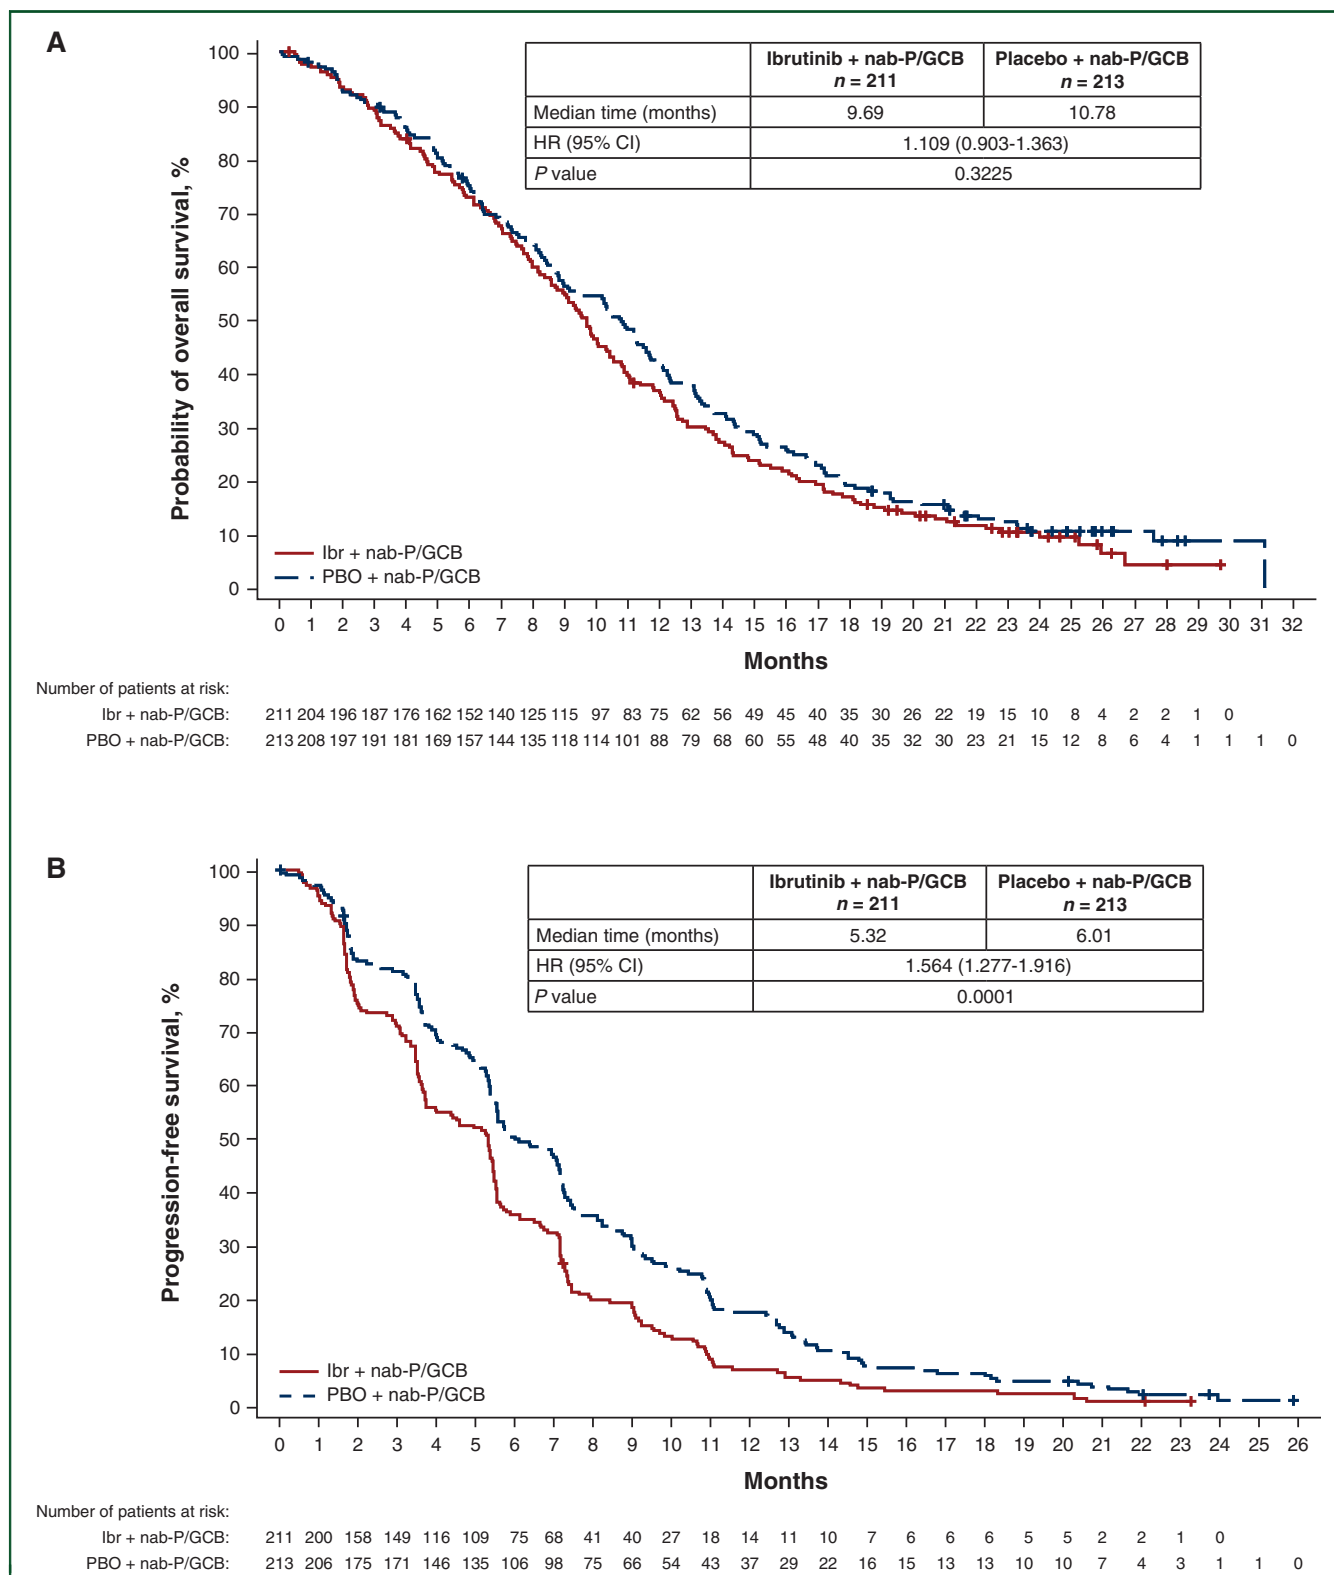 A
Ibrutinib + nab-P/GCB Placebo + nab-P/GCB
n = 211 n = 213
Median time (months) 9.69 10.78
HR (95% CI) 1.109 (0.903-1.363)
P value 0.3225
Probability of overall survival, %
100
90
80
70
60
50
40
30
20
10
0
Ibr + nab-P/GCB
PBO + nab-P/GCB
0 1 2 3 4 5 6 7 8 9 10 11 12 13 14 15 16 17 18 19 20 21 22 23 24 25 26 27 28 29 30 31 32
Months
Number of patients at risk:
Ibr + nab-P/GCB: 211 204 196 187 176 162 152 140 125 115 97 83 75 62 56 49 45 40 35 30 26 22 19 15 10 8 4 2 2 1 0
PBO + nab-P/GCB: 213 208 197 191 181 169 157 144 135 118 114 101 88 79 68 60 55 48 40 35 32 30 23 21 15 12 8 6 4 1 1 1 0
B
Ibrutinib + nab-P/GCB Placebo + nab-P/GCB
n = 211 n = 213
Median time (months) 5.32 6.01
HR (95% CI) 1.564 (1.277-1.916)
P value 0.0001
Progression-free survival, %
100
90
80
70
60
50
40
30
20
10
0
Ibr + nab-P/GCB
PBO + nab-P/GCB
0 1 2 3 4 5 6 7 8 9 10 11 12 13 14 15 16 17 18 19 20 21 22 23 24 25 26
Months
Number of patients at risk:
Ibr + nab-P/GCB: 211 200 158 149 116 109 75 68 41 40 27 18 14 11 10 7 6 6 6 5 5 2 2 1 0
PBO + nab-P/GCB: 213 206 175 171 146 135 106 98 75 66 54 43 37 29 22 16 15 13 13 10 10 7 4 3 1 1 0